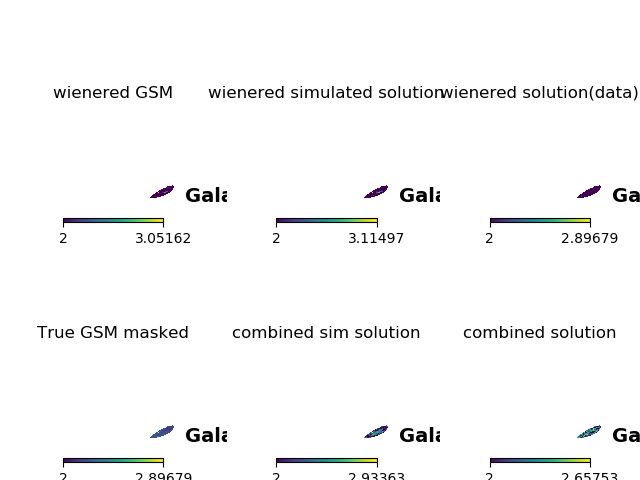 wienered GSM
wienered simulated solution
wienered solution(data)
Gala
Gala
Ga
2 3.05162
2 3.11497
2 2.89679
True GSM masked
combined sim solution
combined solution
Gala
Gala
Ga
2 2.89679
2 2.93363
2 2.65753